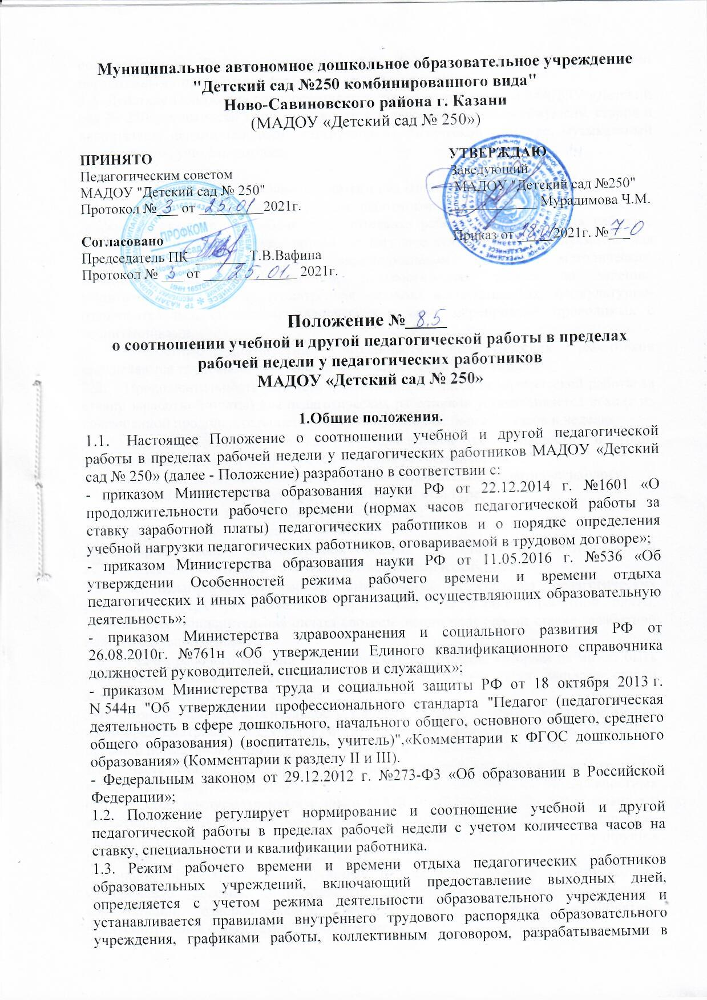 Муниципальное автономное дошкольное образовательное учреждение
"Детский сад №250 комбинированного вида"
Ново-Савиновского района г. Казани
(МАДОУ «Детский сад № 250»)
ПРИНЯТО
Педагогическим советом
МАДОУ "Детский сад № 250"
Протокол № 3 от 25.01 2021г.
Согласовано
Председатель ПК Т.В.Вафина
Протокол № 3 от 25.01. 2021г.
ПРОФКОМ
ИНН 1657027
УТВЕРЖДАЮ
Заведующий
МАДОУ "Детский сад №250"
Мурадимова Ч.М.
Приказ от 28.01 2021г. № 7-О
Положение № 8.5
о соотношении учебной и другой педагогической работы в пределах
рабочей недели у педагогических работников
МАДОУ «Детский сад № 250»
1.Общие положения.
1.1. Настоящее Положение о соотношении учебной и другой педагогической
работы в пределах рабочей недели у педагогических работников МАДОУ «Детский
сад № 250» (далее - Положение) разработано в соответствии с:
- приказом Министерства образования науки РФ от 22.12.2014 г. №1601 «О
продолжительности рабочего времени (нормах часов педагогической работы за
ставку заработной платы) педагогических работников и о порядке определения
учебной нагрузки педагогических работников, оговариваемой в трудовом договоре»;
- приказом Министерства образования науки РФ от 11.05.2016 г. №536 «Об
утверждении Особенностей режима рабочего времени и времени отдыха
педагогических и иных работников организаций, осуществляющих образовательную
деятельность»;
- приказом Министерства здравоохранения и социального развития РФ от
26.08.2010г. №761н «Об утверждении Единого квалификационного справочника
должностей руководителей, специалистов и служащих»;
- приказом Министерства труда и социальной защиты РФ от 18 октября 2013 г.
N 544н "Об утверждении профессионального стандарта "Педагог (педагогическая
деятельность в сфере дошкольного, начального общего, основного общего, среднего
общего образования) (воспитатель, учитель)",«Комментарии к ФГОС дошкольного
образования» (Комментарии к разделу II и III).
- Федеральным законом от 29.12.2012 г. №273-ФЗ «Об образовании в Российской
Федерации»;
1.2. Положение регулирует нормирование и соотношение учебной и другой
педагогической работы в пределах рабочей недели с учетом количества часов на
ставку, специальности и квалификации работника.
1.3. Режим рабочего времени и времени отдыха педагогических работников
образовательных учреждений, включающий предоставление выходных дней,
определяется с учетом режима деятельности образовательного учреждения и
устанавливается правилами внутреннего трудового распорядка образовательного
учреждения, графиками работы, коллективным договором, разрабатываемыми в